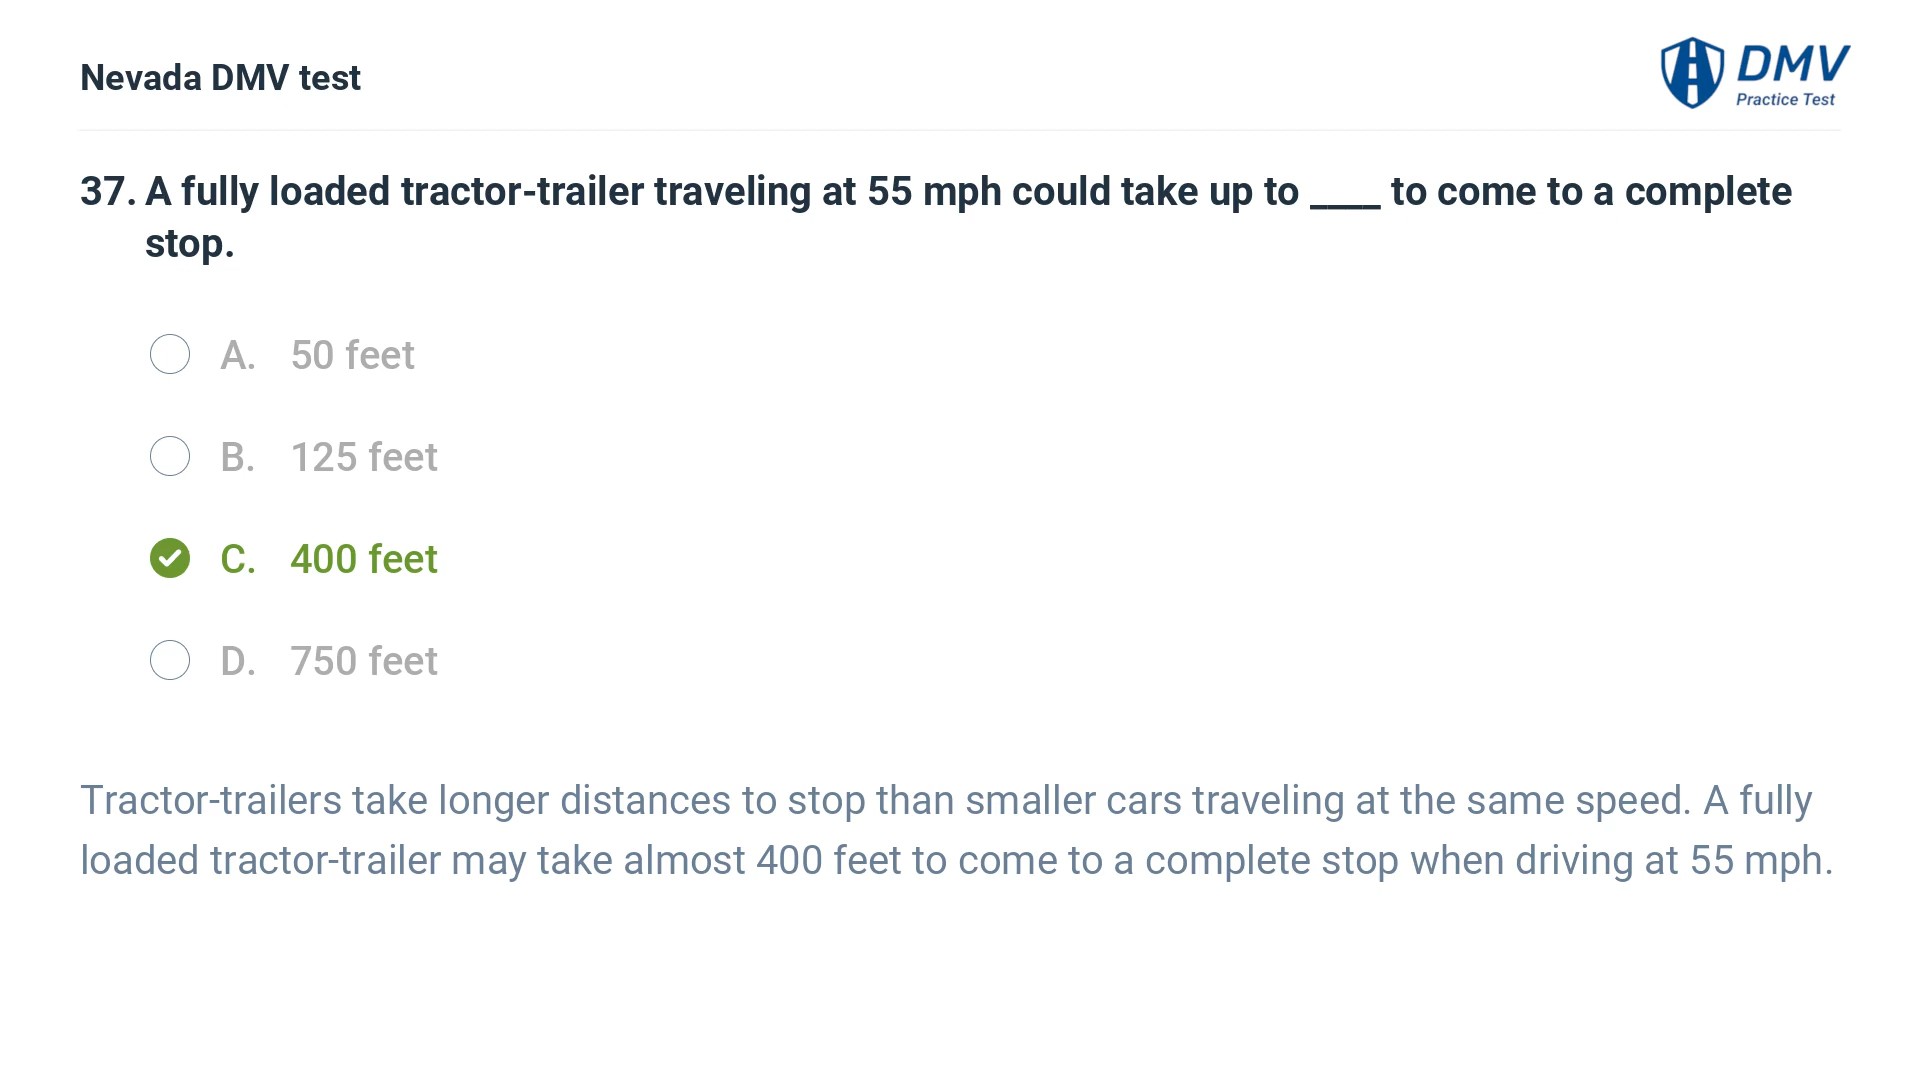 Nevada DMV test
DMV
Practice Test
37. A fully loaded tractor-trailer traveling at 55 mph could take up to ____ to come to a complete
stop.
A. 50 feet
B. 125 feet
C. 400 feet
D. 750 feet
Tractor-trailers take longer distances to stop than smaller cars traveling at the same speed. A fully
loaded tractor-trailer may take almost 400 feet to come to a complete stop when driving at 55 mph.